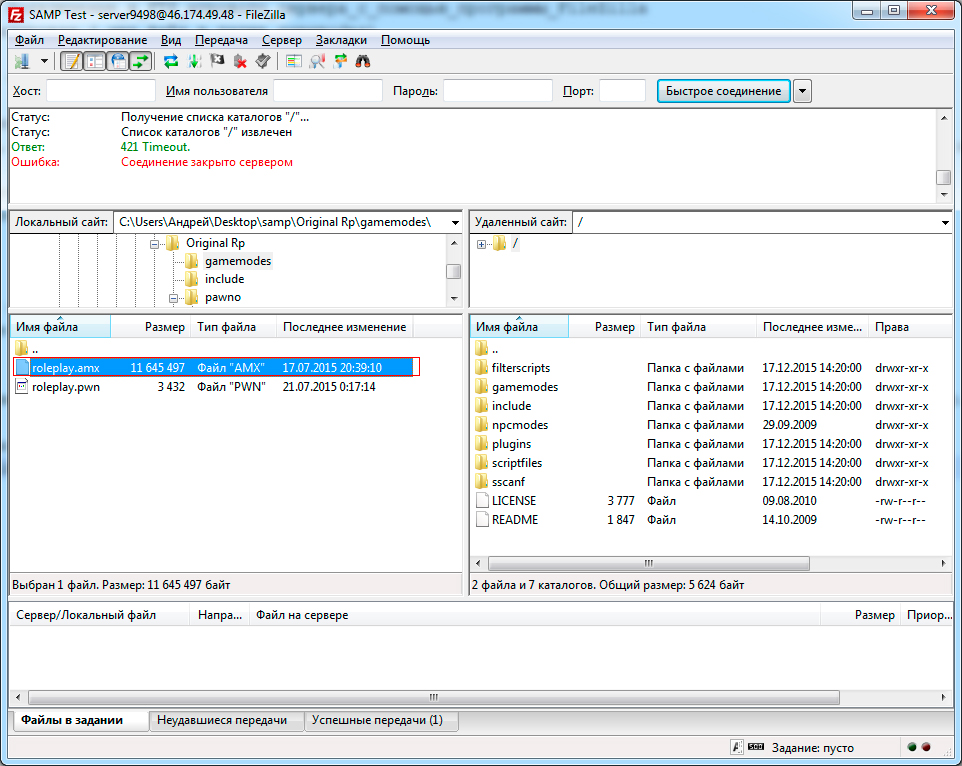 SAMP Test - server9498@46.174.49.48 - FileZilla
Файл Редактирование Вид Передача Сервер Закладки Помощь
Хост: Имя пользователя Пароль: Порт: Быстрое соединение
Статус: Получение списка каталогов "/"...
Статус: Список каталогов "/" извлечен
Ответ: 421 Timeout.
Ошибка: Соединение закрыто сервером
Локальный сайт: C:\Users\Андрей\Desktop\samp\Original Rp\gamemodes\
Original Rp
gamemodes
include
pawno
Имя файла Размер Тип файла Последнее изменение
..
roleplay.amx 11 645 497 Файл "AMX" 17.07.2015 20:39:10
roleplay.pwn 3 432 Файл "PWN" 21.07.2015 0:17:14
Выбран 1 файл. Размер: 11 645 497 байт
Удаленный сайт: /
/
Имя файла Размер Тип файла Последнее изме... Права
..
filterscripts Папка с файлами 17.12.2015 14:20:00 drwxr-xr-x
gamemodes Папка с файлами 17.12.2015 14:20:00 drwxr-xr-x
include Папка с файлами 17.12.2015 14:20:00 drwxr-xr-x
npcmodes Папка с файлами 29.09.2009 drwxr-xr-x
plugins Папка с файлами 17.12.2015 14:20:00 drwxr-xr-x
scriptfiles Папка с файлами 17.12.2015 14:20:00 drwxr-xr-x
sscanf Папка с файлами 17.12.2015 14:20:00 drwxr-xr-x
LICENSE 3 777 Файл 09.08.2010 -rw-r--r--
README 1 847 Файл 14.10.2009 -rw-r--r--
2 файла и 7 каталогов. Общий размер: 5 624 байт
Сервер/Локальный файл Напра... Файл на сервере Размер Приор...
Файлы в задании Неудавшиеся передачи Успешные передачи (1)
Задание: пусто